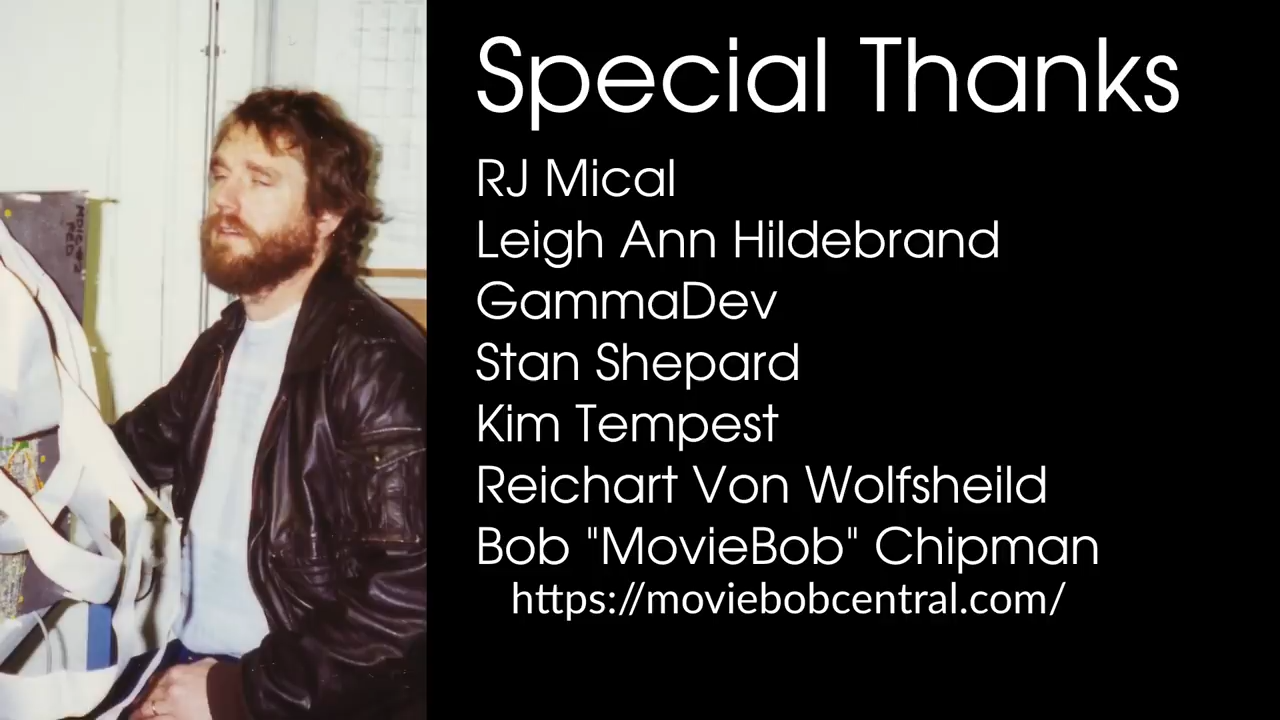 Special Thanks
RJ Mical
Leigh Ann Hildebrand
GammaDev
Stan Shepard
Kim Tempest
Reichart Von Wolfsheild
Bob "MovieBob" Chipman
https://moviebobcentral.com/